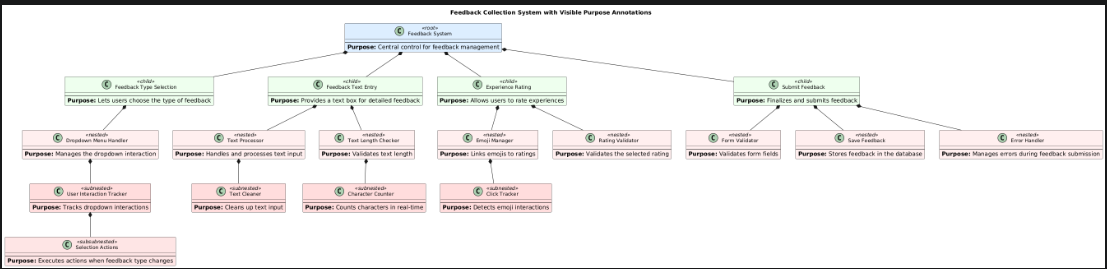 Feedback Collection System with Visible Purpose Annotations
«root»
C Feedback System
Purpose: Central control for feedback management
«child»
C Feedback Type Selection
Purpose: Lets users choose the type of feedback
«child»
C Feedback Text Entry
Purpose: Provides a text box for detailed feedback
«child»
C Experience Rating
Purpose: Allows users to rate experiences
«child»
C Submit Feedback
Purpose: Finalizes and submits feedback
«nested»
C Dropdown Menu Handler
Purpose: Manages the dropdown interaction
«nested»
C Text Processor
Purpose: Handles and processes text input
«nested»
C Text Length Checker
Purpose: Validates text length
«nested»
C Emoji Manager
Purpose: Links emojis to ratings
«nested»
C Rating Validator
Purpose: Validates the selected rating
«nested»
C Form Validator
Purpose: Validates form fields
«nested»
C Save Feedback
Purpose: Stores feedback in the database
«nested»
C Error Handler
Purpose: Manages errors during feedback submission
«subnested»
C User Interaction Tracker
Purpose: Tracks dropdown interactions
«subnested»
C Text Cleaner
Purpose: Cleans up text input
«subnested»
C Character Counter
Purpose: Counts characters in real-time
«subnested»
C Click Tracker
Purpose: Detects emoji interactions
«subsubnested»
C Selection Actions
Purpose: Executes actions when feedback type changes